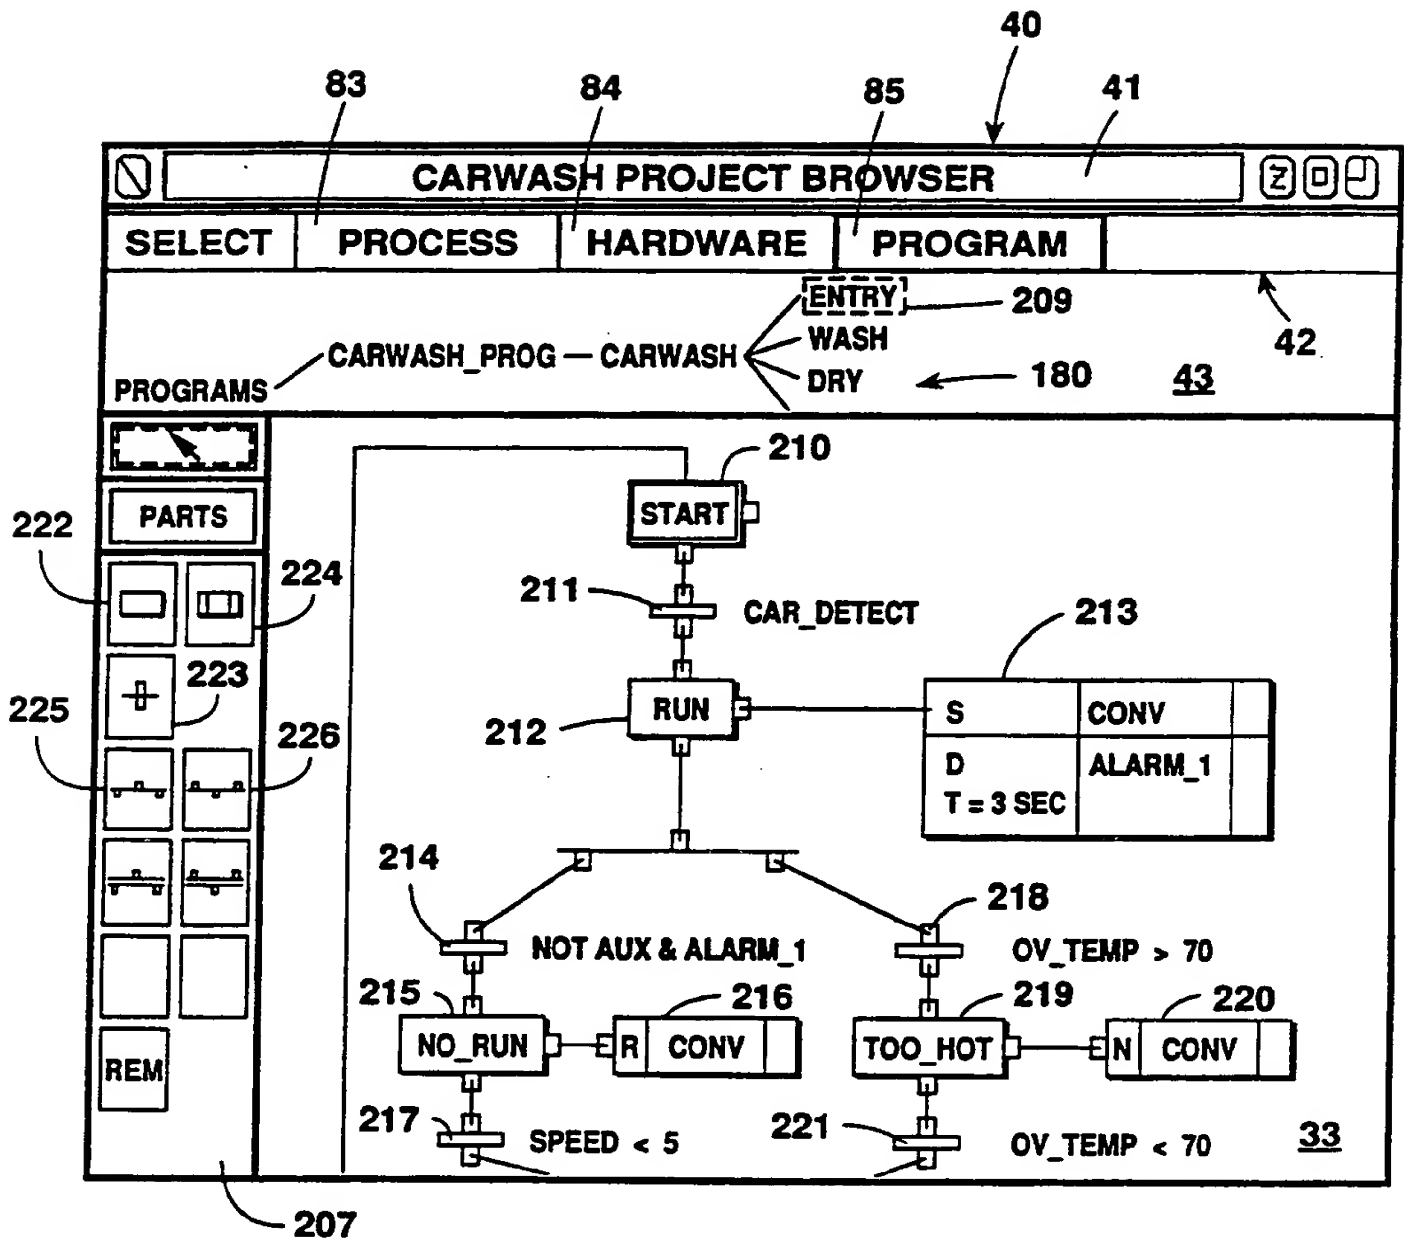 40
83
84
85
41
CARWASH PROJECT BROWSER
Z
SELECT
PROCESS
HARDWARE
PROGRAM
ENTRY
209
WASH
42
CARWASH_PROG
CARWASH
DRY
180
43
PROGRAMS
210
START
PARTS
222
224
211
CAR_DETECT
213
223
RUN
S
CONV
225
212
226
D
ALARM_1
T = 3 SEC
214
218
NOT AUX & ALARM_1
OV_TEMP > 70
215
216
219
220
NO_RUN
R
CONV
TOO_HOT
N
CONV
REM
217
SPEED < 5
221
OV_TEMP < 70
33
207